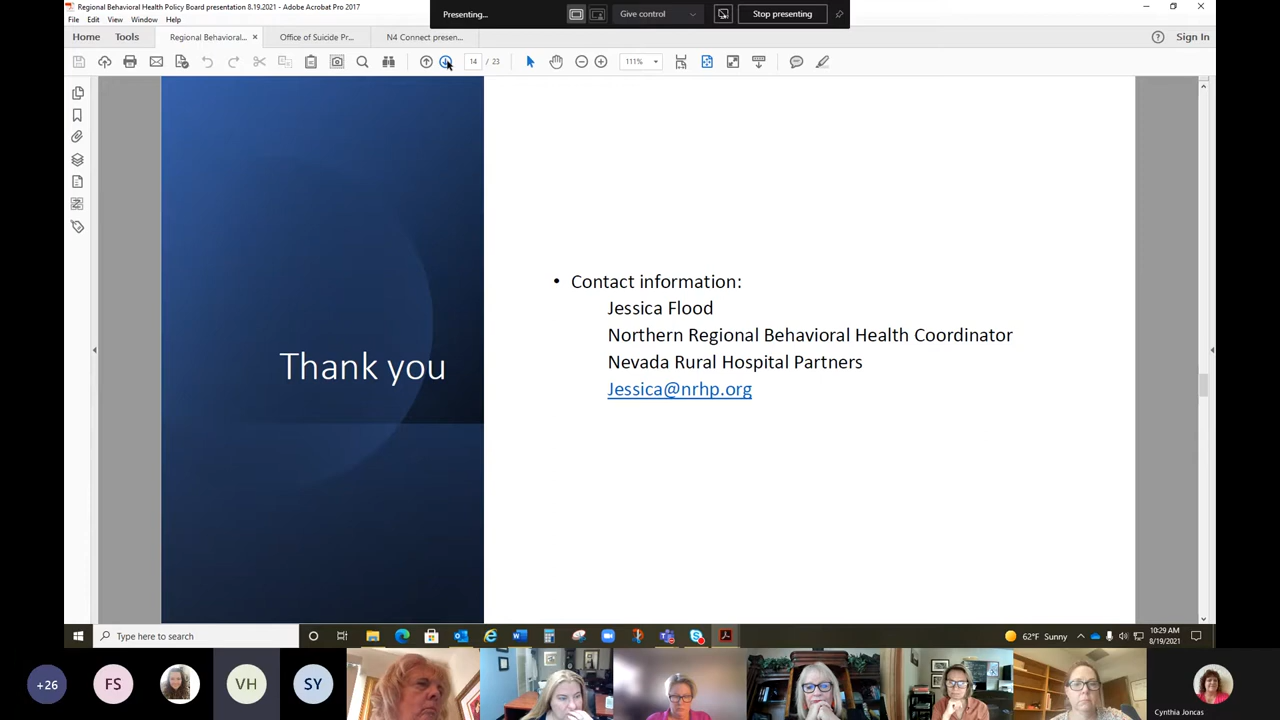 Regional Behavioral Health Policy Board presentation 8.19.2021 - Adobe Acrobat Pro 2017
Presenting...
Give control
Stop presenting
File Edit View Window Help
Home Tools Regional Behavioral... × Office of Suicide Pr... N4 Connect presen... Sign In
14 / 23 111%
Thank you
• Contact information:
Jessica Flood
Northern Regional Behavioral Health Coordinator
Nevada Rural Hospital Partners
Jessica@nrhp.org
Type here to search
62°F Sunny
10:29 AM
8/19/2021
+26 FS VH SY
Cynthia Joncas